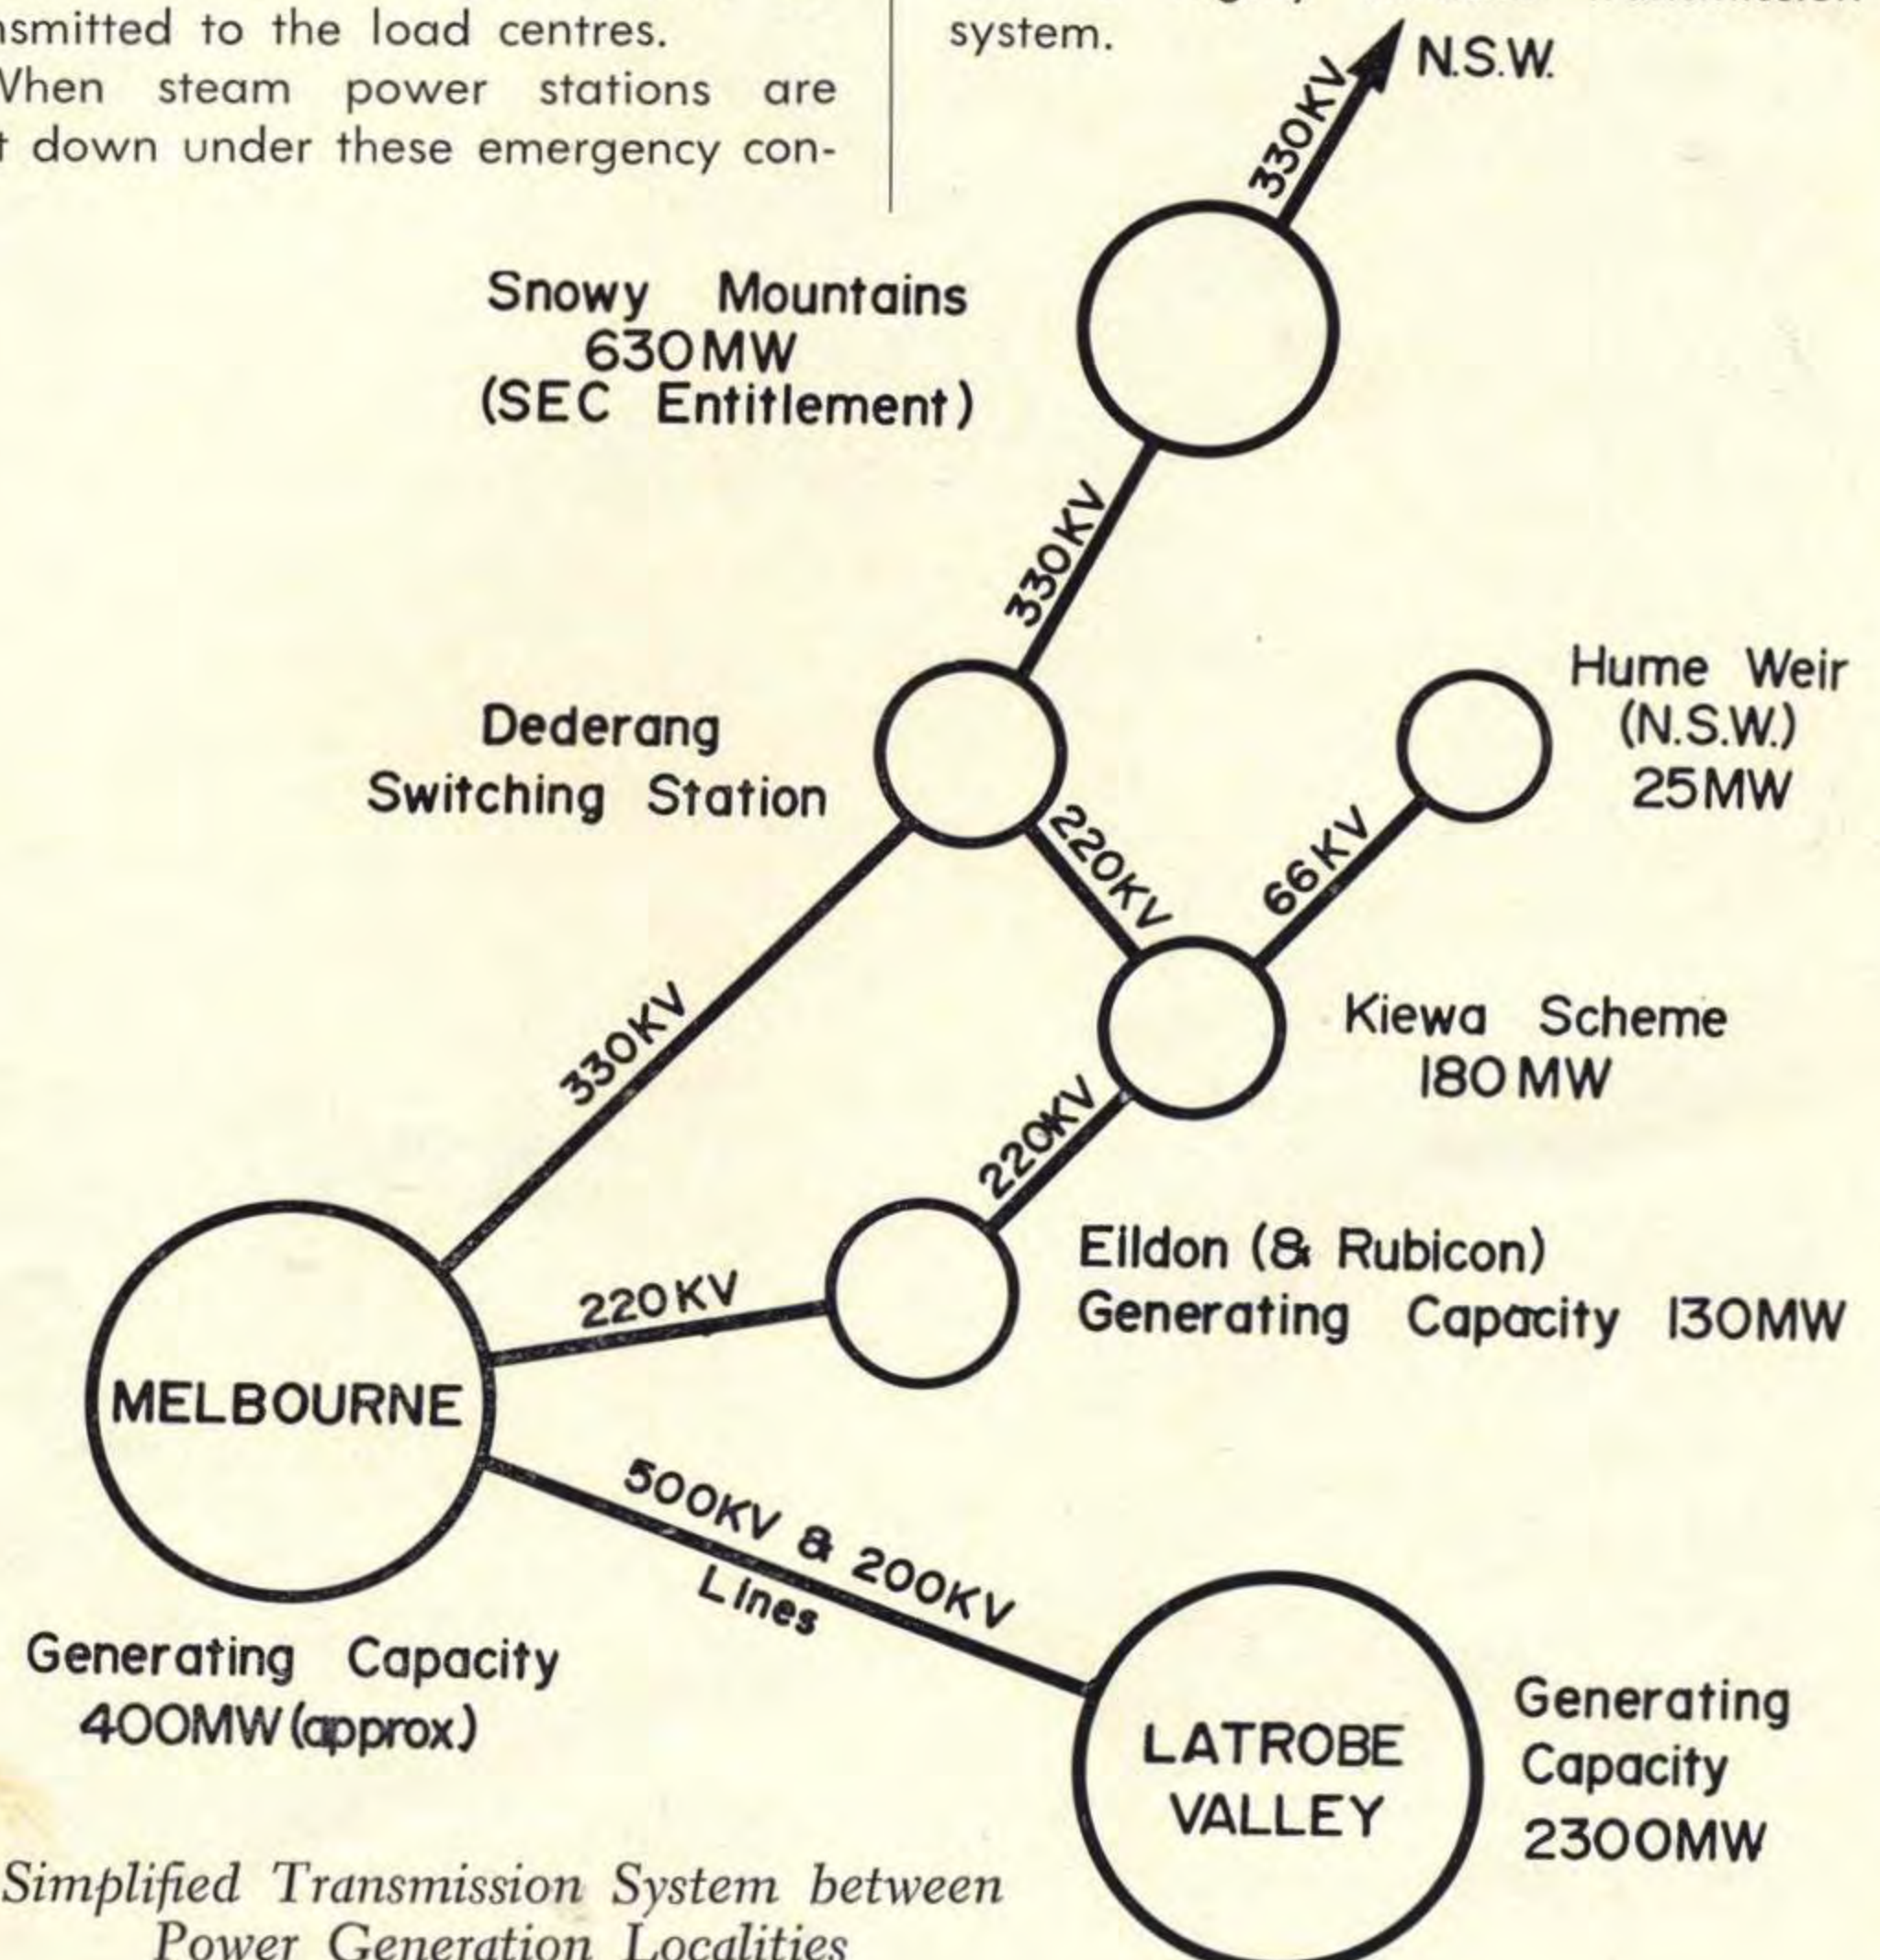 to the load centres.
When steam power stations are
down under these emergency con-
system.
N.S.W.
330KV
Snowy Mountains
630MW
(SEC Entitlement)
330KV
Dederang
Switching Station
Hume Weir
(N.S.W.)
25MW
220KV
66KV
330KV
Kiewa Scheme
180MW
220KV
Eildon (& Rubicon)
Generating Capacity 130MW
220KV
MELBOURNE
500KV & 200KV
Lines
Generating Capacity
400MW (approx.)
LATROBE
VALLEY
Generating
Capacity
2300MW
Simplified Transmission System between
Power Generation Localities